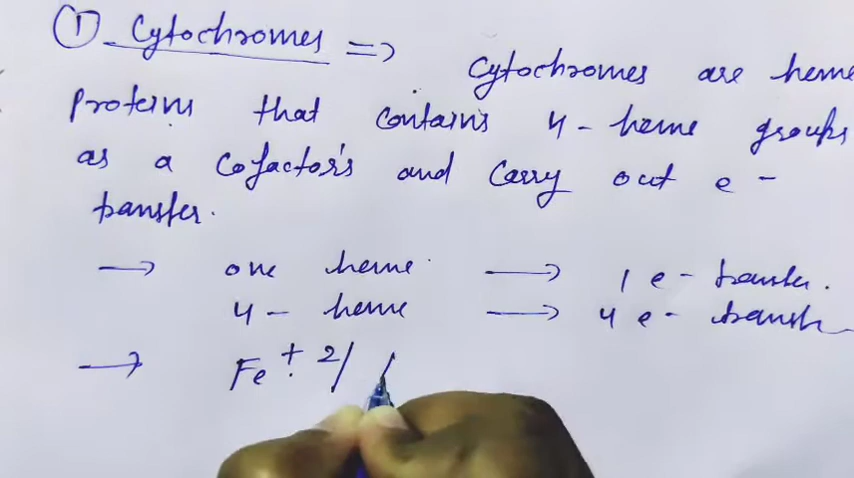 ① Cytochromes => Cytochromes are heme
Proteins that contains 4 - heme groups
as a Cofactor's and Carry out e -
transfer.
→ one heme → 1 e - transfer.
4 - heme → 4 e - transfer
→ Fe + 2/